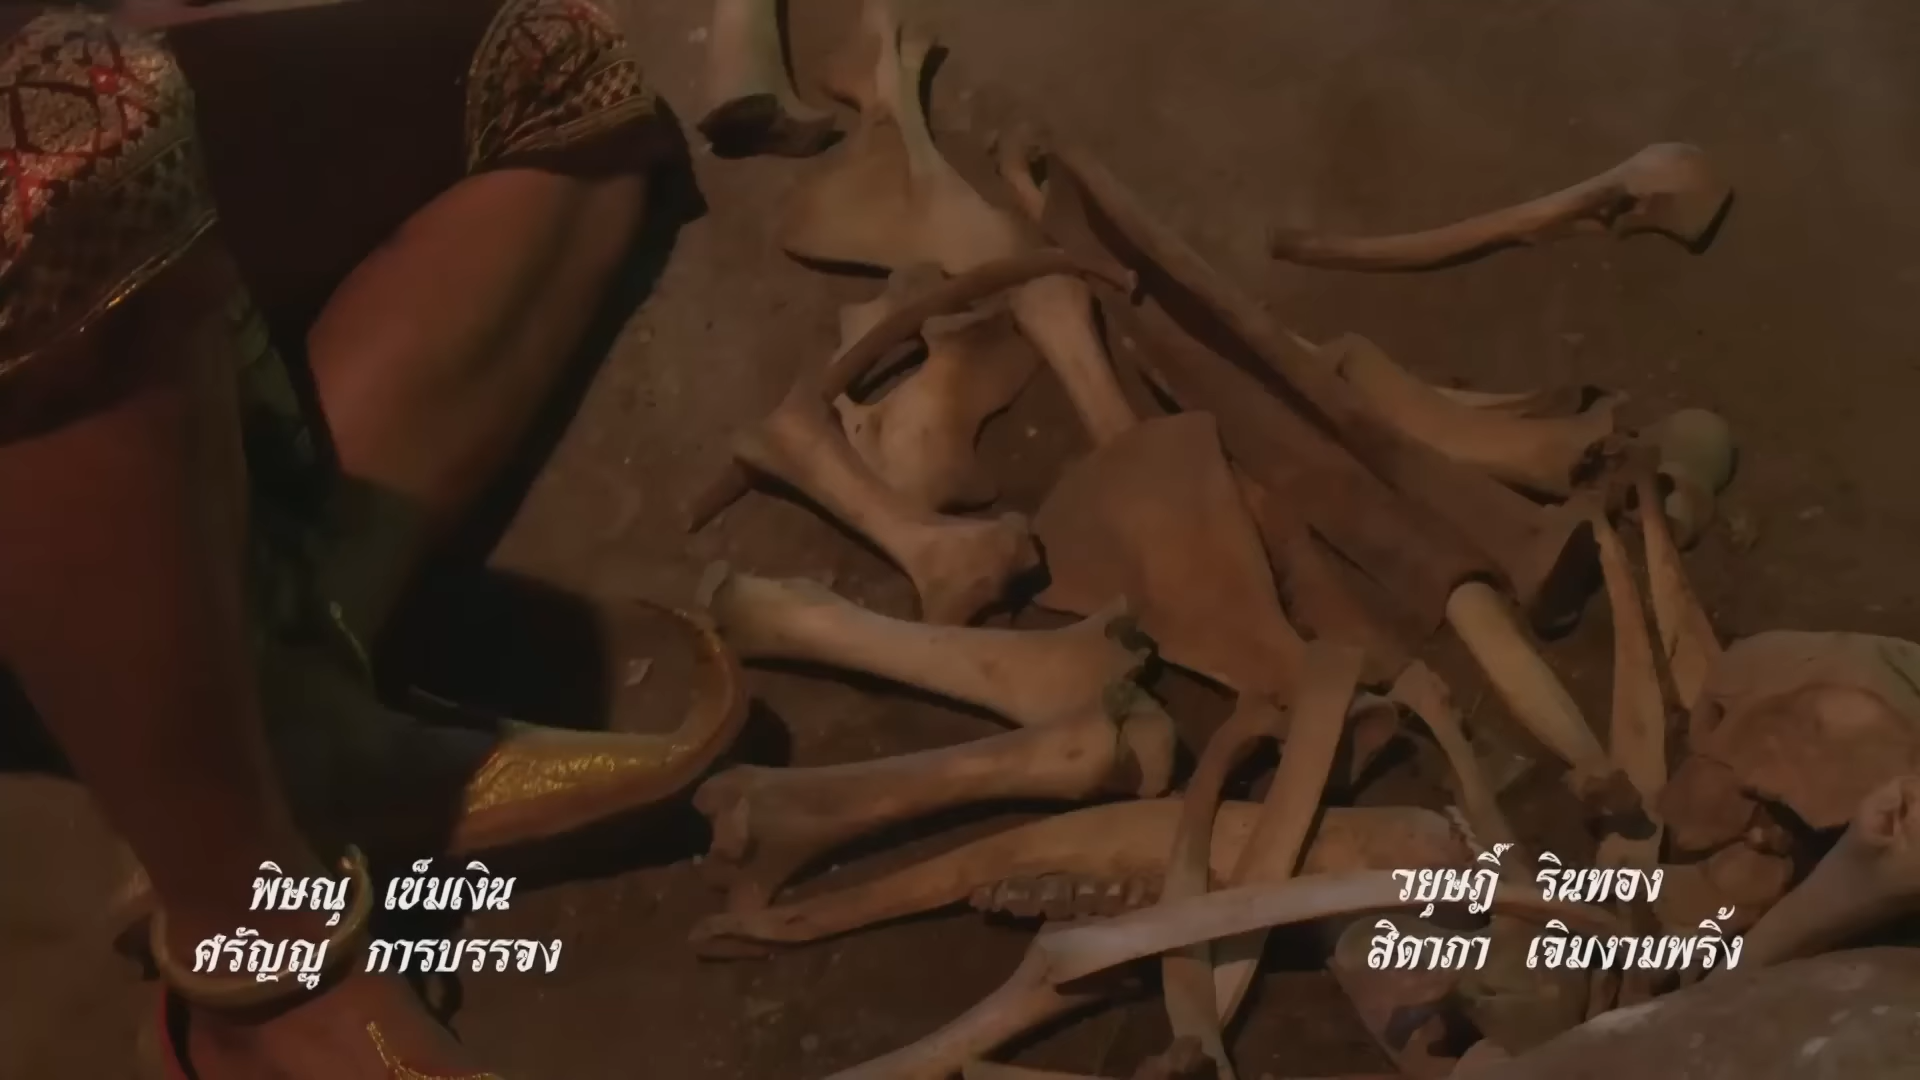 พิษณุ เข็มเงิน
ศรัญญู การบรรจง
วยุษฎิ์ รินทอง
สิดาภา เจิมงามพริ้ง